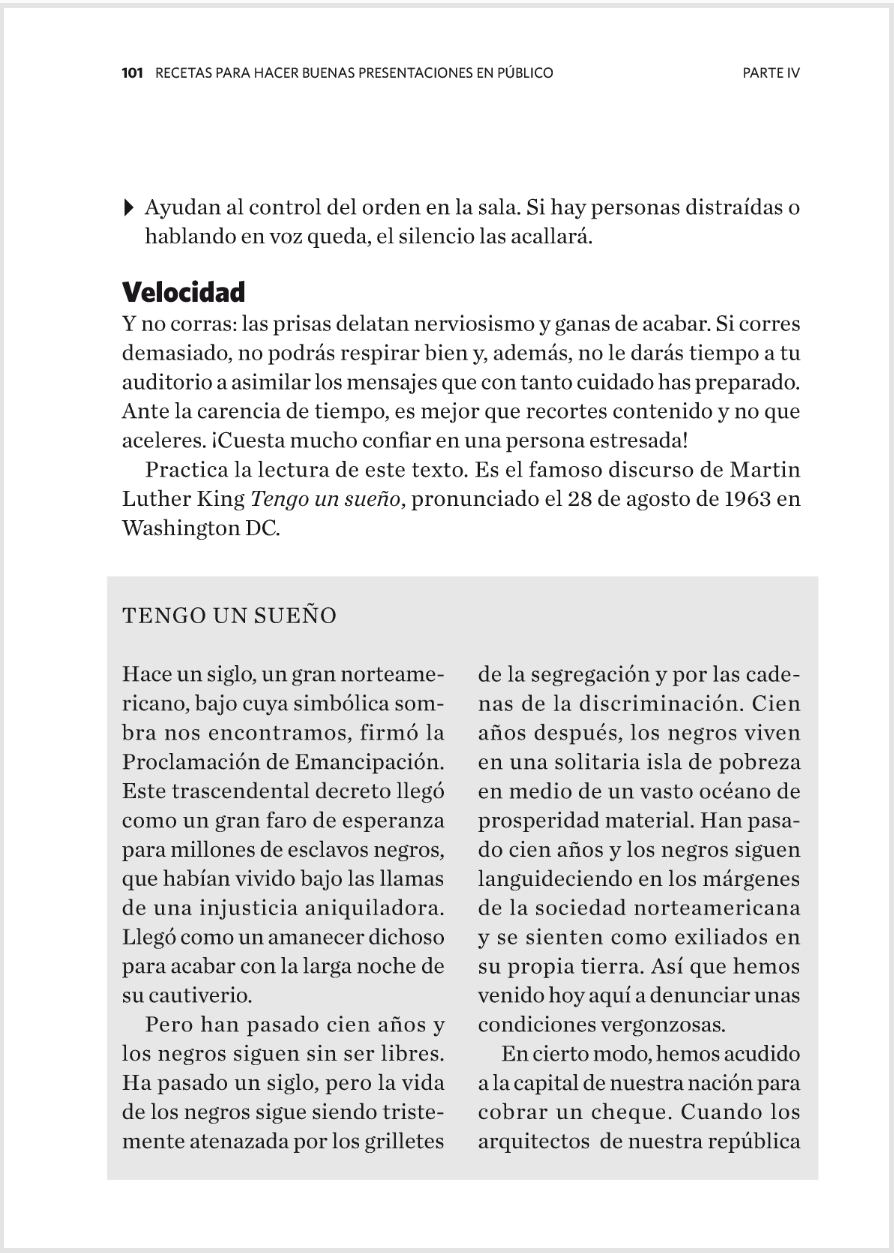 101 RECETAS PARA HACER BUENAS PRESENTACIONES EN PÚBLICO PARTE IV
Ayudan al control del orden en la sala. Si hay personas distraídas o
hablando en voz queda, el silencio las acallará.
Velocidad
Y no corras: las prisas delatan nerviosismo y ganas de acabar. Si corres
demasiado, no podrás respirar bien y, además, no le darás tiempo a tu
auditorio a asimilar los mensajes que con tanto cuidado has preparado.
Ante la carencia de tiempo, es mejor que recortes contenido y no que
aceleres. ¡Cuesta mucho confiar en una persona estresada!
Practica la lectura de este texto. Es el famoso discurso de Martin
Luther King Tengo un sueño, pronunciado el 28 de agosto de 1963 en
Washington DC.
TENGO UN SUEÑO
Hace un siglo, un gran norteame-
ricano, bajo cuya simbólica som-
bra nos encontramos, firmó la
Proclamación de Emancipación.
Este trascendental decreto llegó
como un gran faro de esperanza
para millones de esclavos negros,
que habían vivido bajo las llamas
de una injusticia aniquiladora.
Llegó como un amanecer dichoso
para acabar con la larga noche de
su cautiverio.
Pero han pasado cien años y
los negros siguen sin ser libres.
Ha pasado un siglo, pero la vida
de los negros sigue siendo triste-
mente atenazada por los grilletes
de la segregación y por las cade-
nas de la discriminación. Cien
años después, los negros viven
en una solitaria isla de pobreza
en medio de un vasto océano de
prosperidad material. Han pasa-
do cien años y los negros siguen
languideciendo en los márgenes
de la sociedad norteamericana
y se sienten como exiliados en
su propia tierra. Así que hemos
venido hoy aquí a denunciar unas
condiciones vergonzosas.
En cierto modo, hemos acudido
a la capital de nuestra nación para
cobrar un cheque. Cuando los
arquitectos de nuestra república